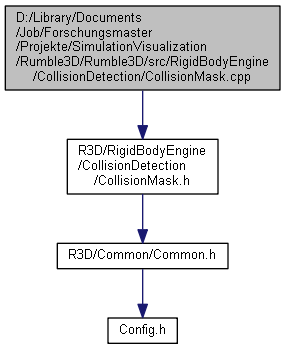 D:/Library/Documents
/Job/Forschungsmaster
/Projekte/SimulationVisualization
/Rumble3D/Rumble3D/src/RigidBodyEngine
/CollisionDetection/CollisionMask.cpp
R3D/RigidBodyEngine
/CollisionDetection
/CollisionMask.h
R3D/Common/Common.h
Config.h